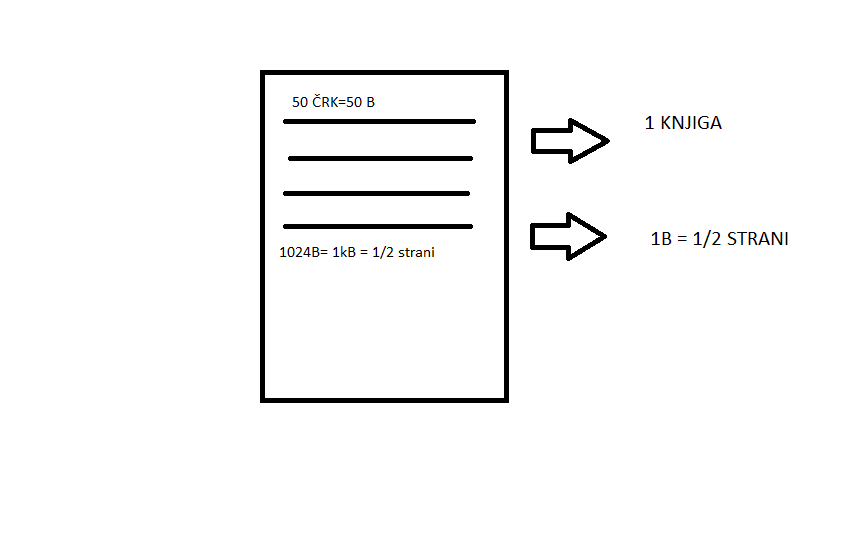 50 ČRK=50 B
1 KNJIGA
1B = 1/2 STRANI
1024B= 1kB = 1/2 strani